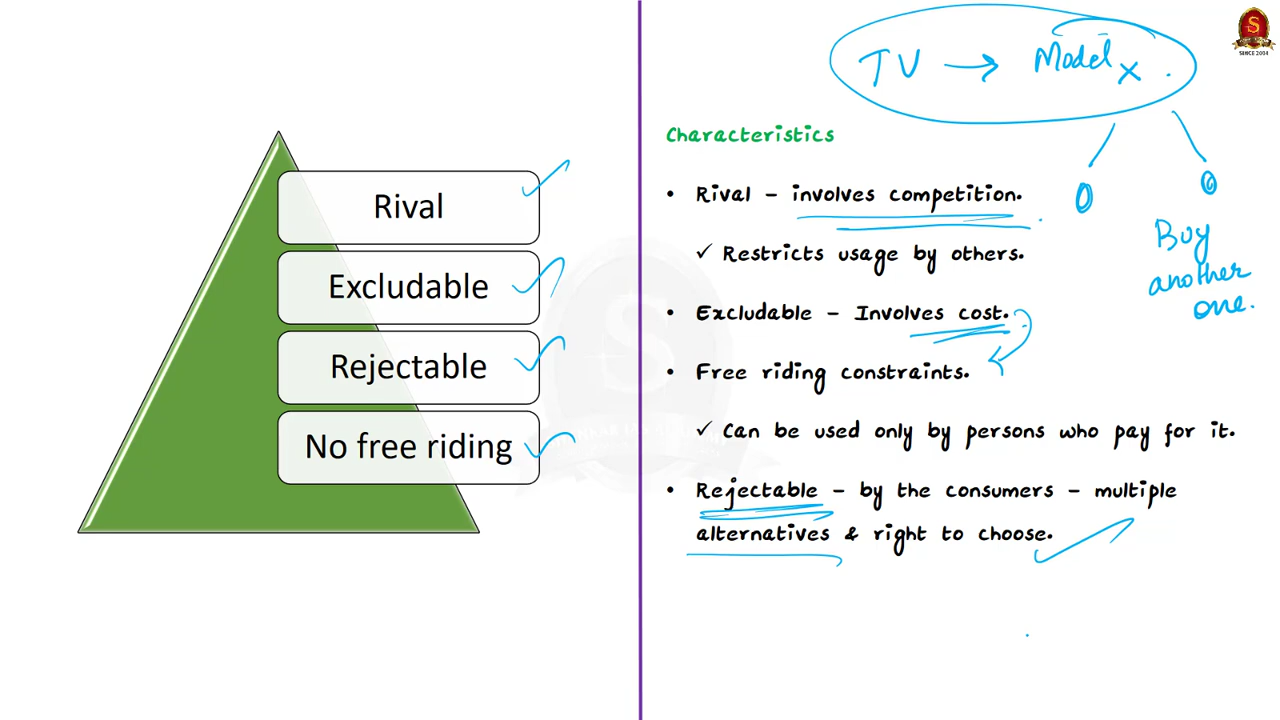 S
SINCE 2004
TV → Model x
Characteristics
Rival
Excludable
Rejectable
No free riding
• Rival – involves competition.
✓ Restricts usage by others.
• Excludable – Involves cost.
• Free riding constraints.
✓ Can be used only by persons who pay for it.
• Rejectable – by the consumers – multiple
alternatives & right to choose.
Buy
another
one.